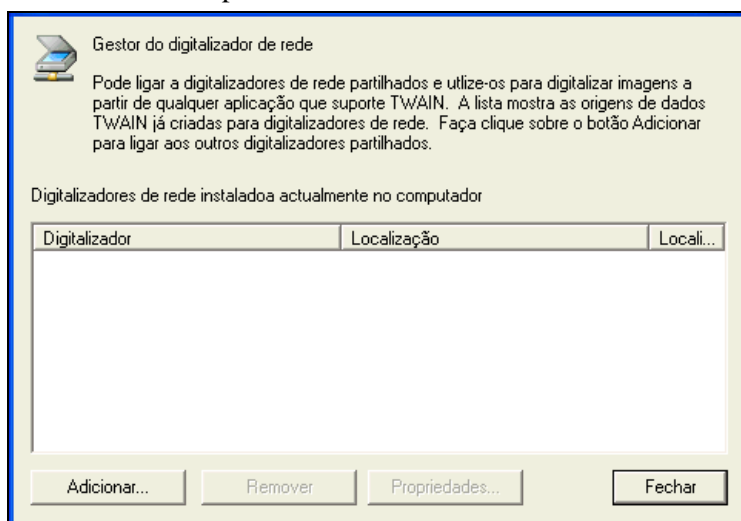 Gestor do digitalizador de rede
Pode ligar a digitalizadores de rede partilhados e utlize-os para digitalizar imagens a
partir de qualquer aplicação que suporte TWAIN. A lista mostra as origens de dados
TWAIN já criadas para digitalizadores de rede. Faça clique sobre o botão Adicionar
para ligar aos outros digitalizadores partilhados.
Digitalizadores de rede instaladoa actualmente no computador
Digitalizador Localização Locali...
Adicionar... Remover Propriedades... Fechar